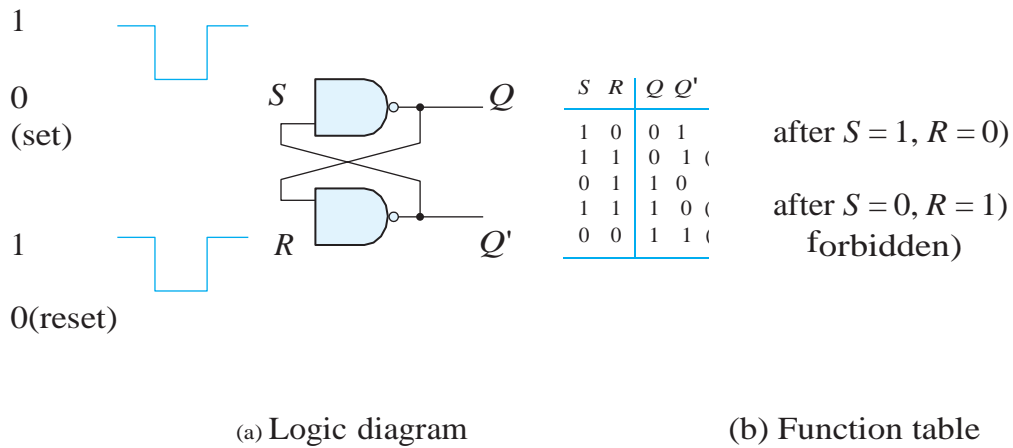 1
0
(set)
S
Q
R
Q'
1
0(reset)
S R Q Q'
1 0 0 1
1 1 0 1 ( after S = 1, R = 0)
0 1 1 0
1 1 1 0 ( after S = 0, R = 1)
0 0 1 1 ( forbidden)
(a) Logic diagram
(b) Function table